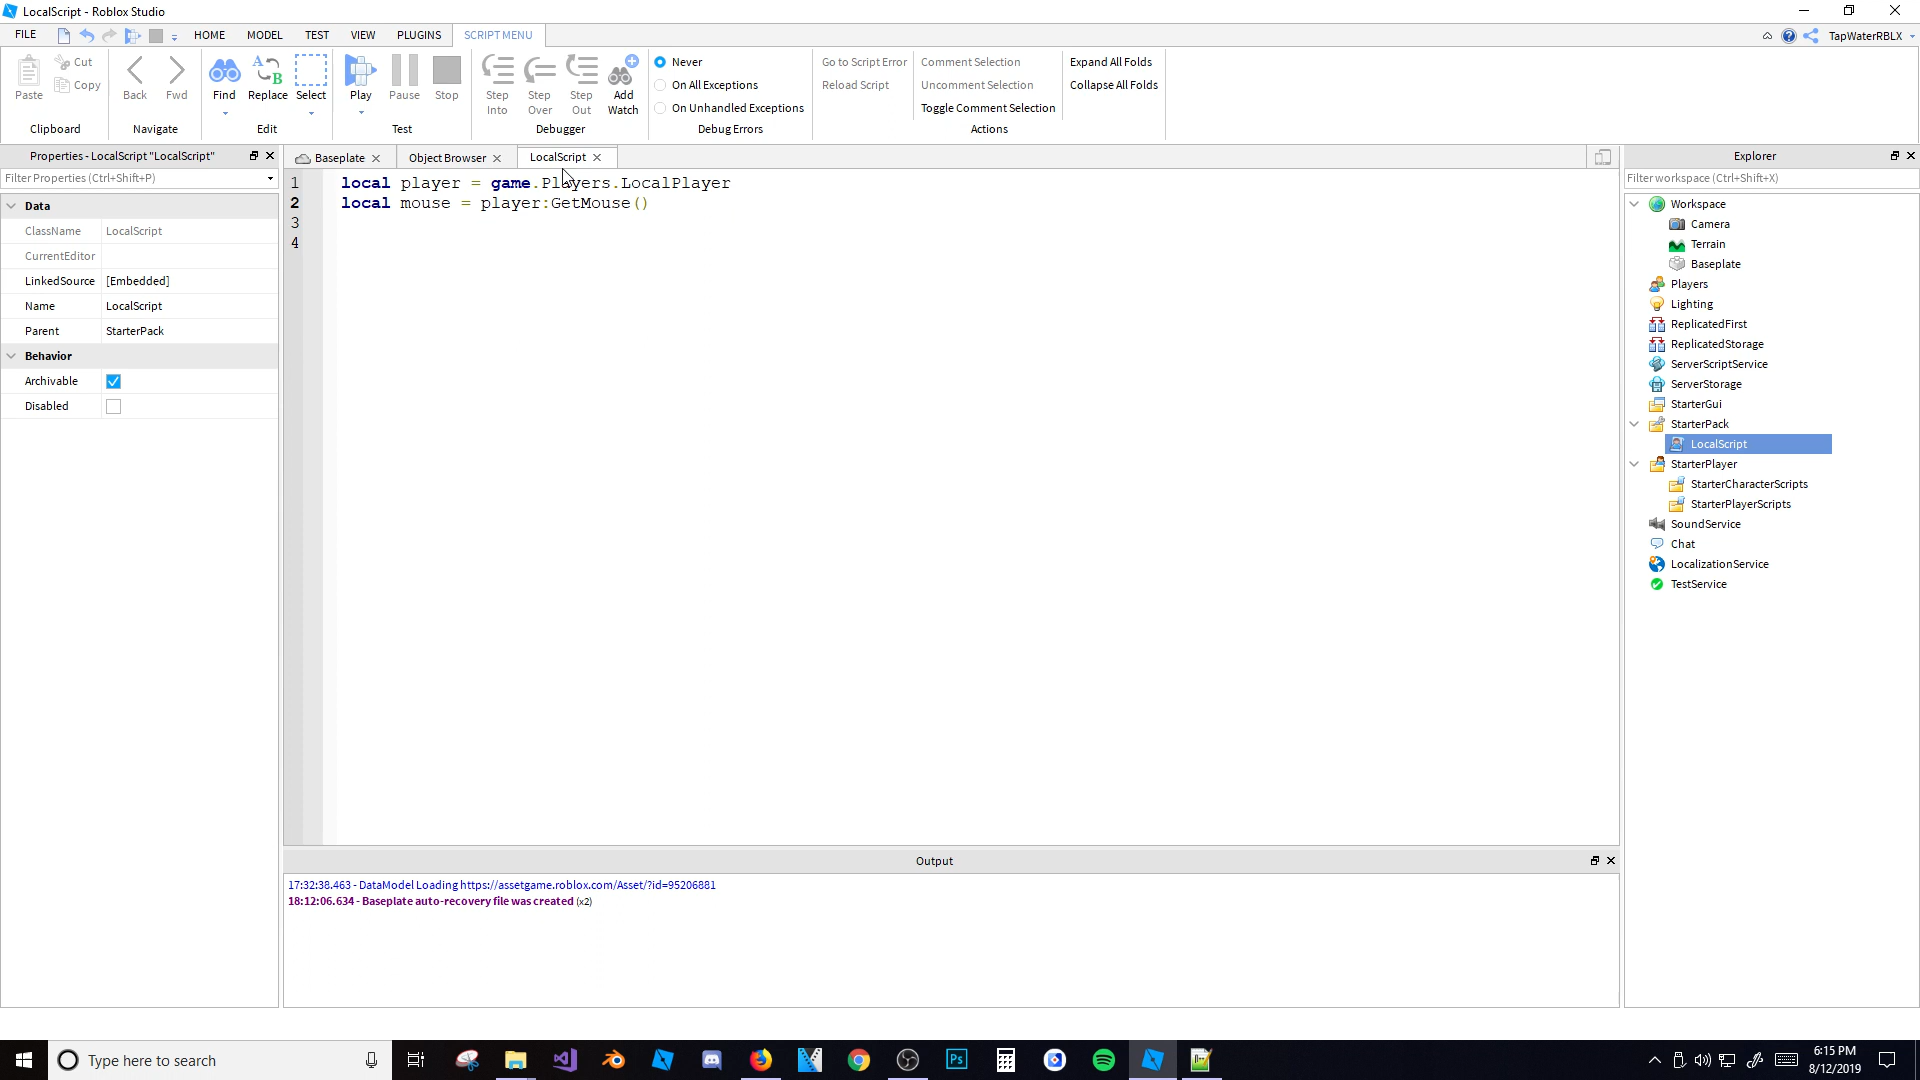 LocalScript - Roblox Studio
FILE HOME MODEL TEST VIEW PLUGINS SCRIPT MENU TapWaterRBLX
Paste Cut Copy
Clipboard
Back Fwd
Navigate
Find Replace Select
Edit
Play Pause Stop
Test
Step Into Step Over Step Out Add Watch
Debugger
Never
On All Exceptions
On Unhandled Exceptions
Debug Errors
Go to Script Error
Reload Script
Comment Selection
Uncomment Selection
Toggle Comment Selection
Actions
Expand All Folds
Collapse All Folds
Properties - LocalScript "LocalScript"
Filter Properties (Ctrl+Shift+P)
Data
ClassName LocalScript
CurrentEditor
LinkedSource [Embedded]
Name LocalScript
Parent StarterPack
Behavior
Archivable
Disabled
Baseplate Object Browser LocalScript
1 local player = game.Players.LocalPlayer
2 local mouse = player:GetMouse()
3
4
Output
17:32:38.463 - DataModel Loading https://assetgame.roblox.com/Asset/?id=95206881
18:12:06.634 - Baseplate auto-recovery file was created (x2)
Explorer
Filter workspace (Ctrl+Shift+X)
Workspace
Camera
Terrain
Baseplate
Players
Lighting
ReplicatedFirst
ReplicatedStorage
ServerScriptService
ServerStorage
StarterGui
StarterPack
LocalScript
StarterPlayer
StarterCharacterScripts
StarterPlayerScripts
SoundService
Chat
LocalizationService
TestService
Type here to search
Ps
6:15 PM
8/12/2019